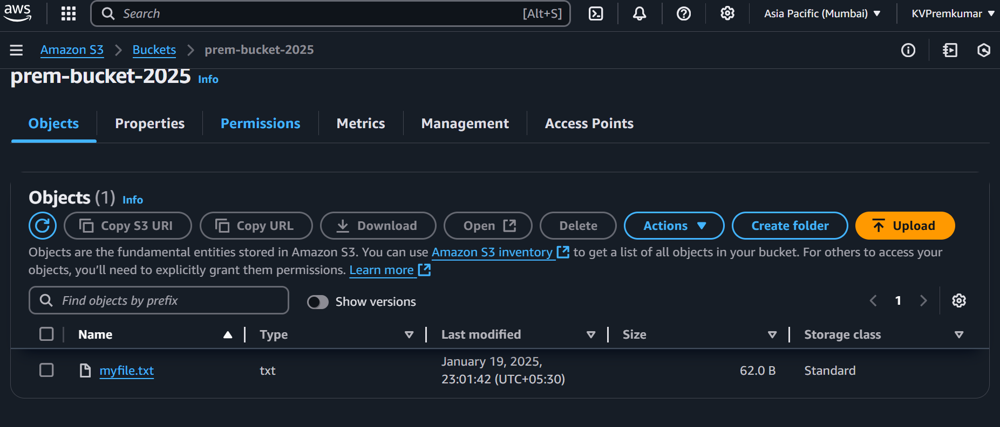 aws Search [Alt+S] Asia Pacific (Mumbai) KVPremkumar
Amazon S3 Buckets prem-bucket-2025
prem-bucket-2025 Info
Objects Properties Permissions Metrics Management Access Points
Objects (1) Info
Copy S3 URI Copy URL Download Open Delete Actions Create folder Upload
Objects are the fundamental entities stored in Amazon S3. You can use Amazon S3 inventory to get a list of all objects in your bucket. For others to access your
objects, you’ll need to explicitly grant them permissions. Learn more
Find objects by prefix Show versions 1
Name Type Last modified Size Storage class
myfile.txt txt January 19, 2025, 62.0 B Standard
23:01:42 (UTC+05:30)